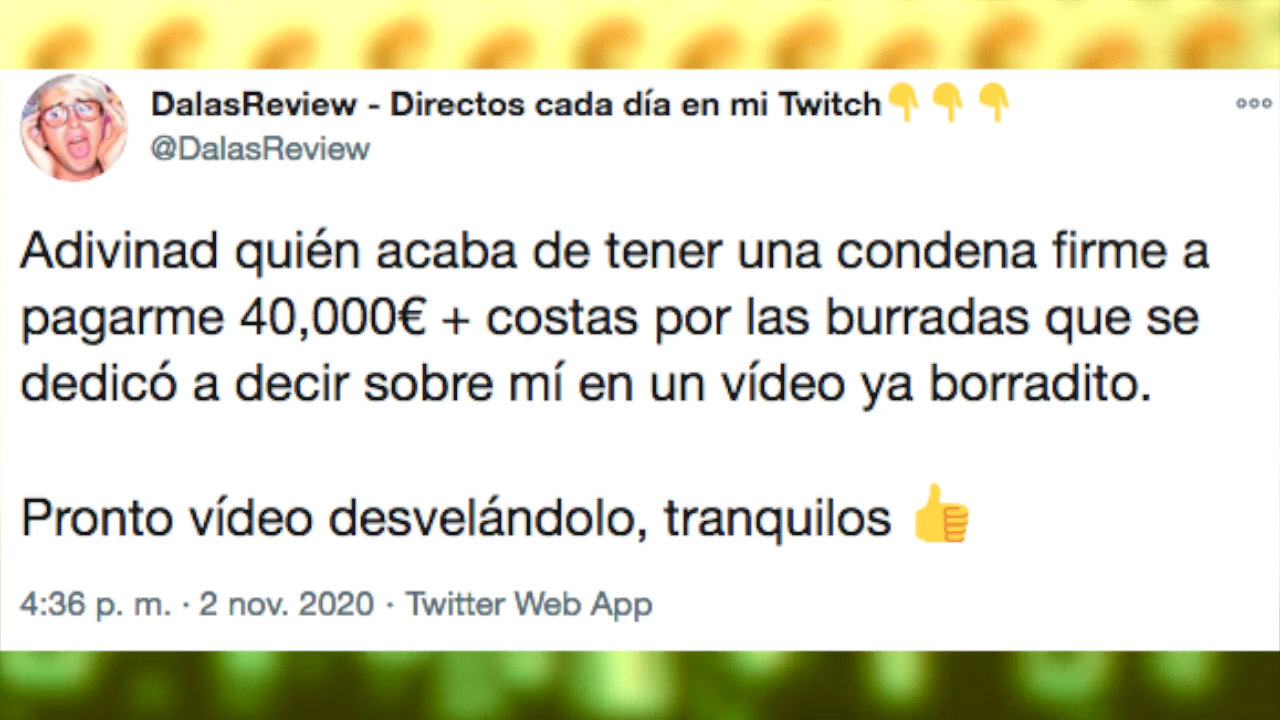 DalasReview - Directos cada día en mi Twitch👇👇👇
@DalasReview
Adivinad quién acaba de tener una condena firme a
pagarme 40,000€ + costas por las burradas que se
dedicó a decir sobre mí en un vídeo ya borradito.
Pronto vídeo desvelándolo, tranquilos 👍
4:36 p. m. · 2 nov. 2020 · Twitter Web App